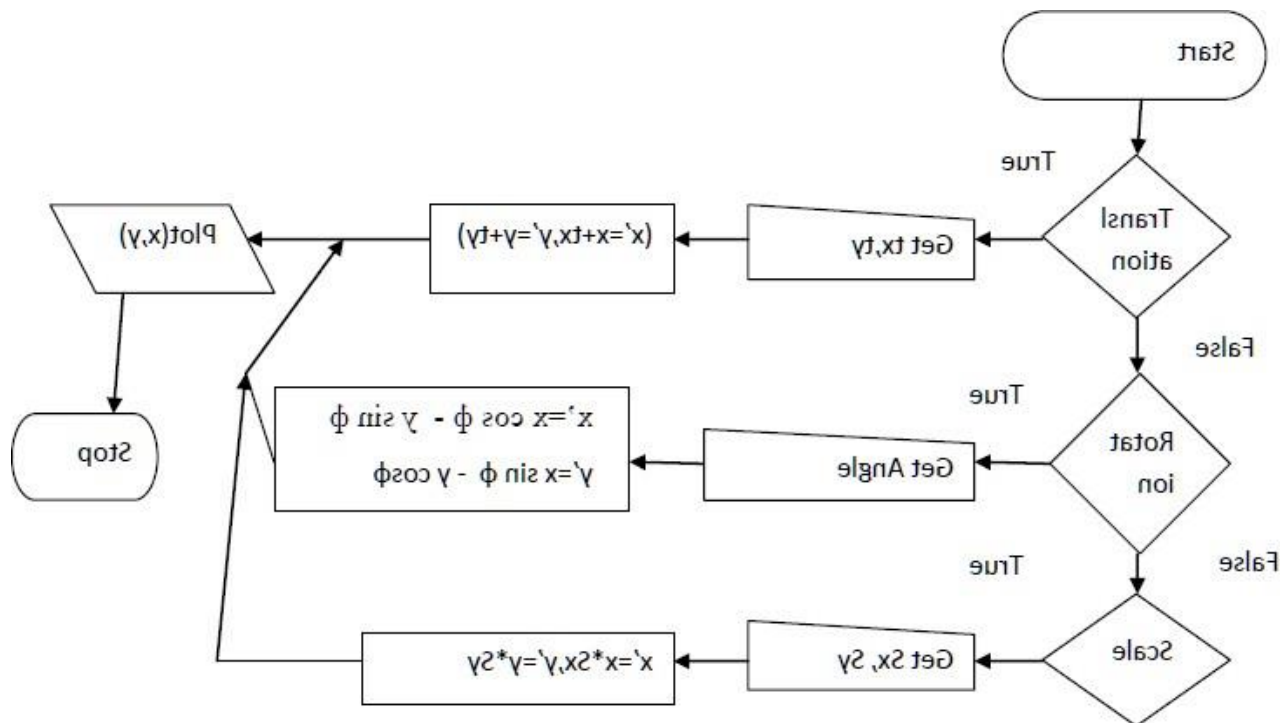 Start
True
Transl
ation
Get tx,ty
(x'=x+tx,y'=y+ty)
Plot(x,y)
False
True
Rotat
ion
Get Angle
x'=x cos ϕ - y sin ϕ
y'=x sin ϕ - y cosϕ
Stop
False
True
Scale
Get Sx, Sy
x'=x*Sx,y'=y*Sy